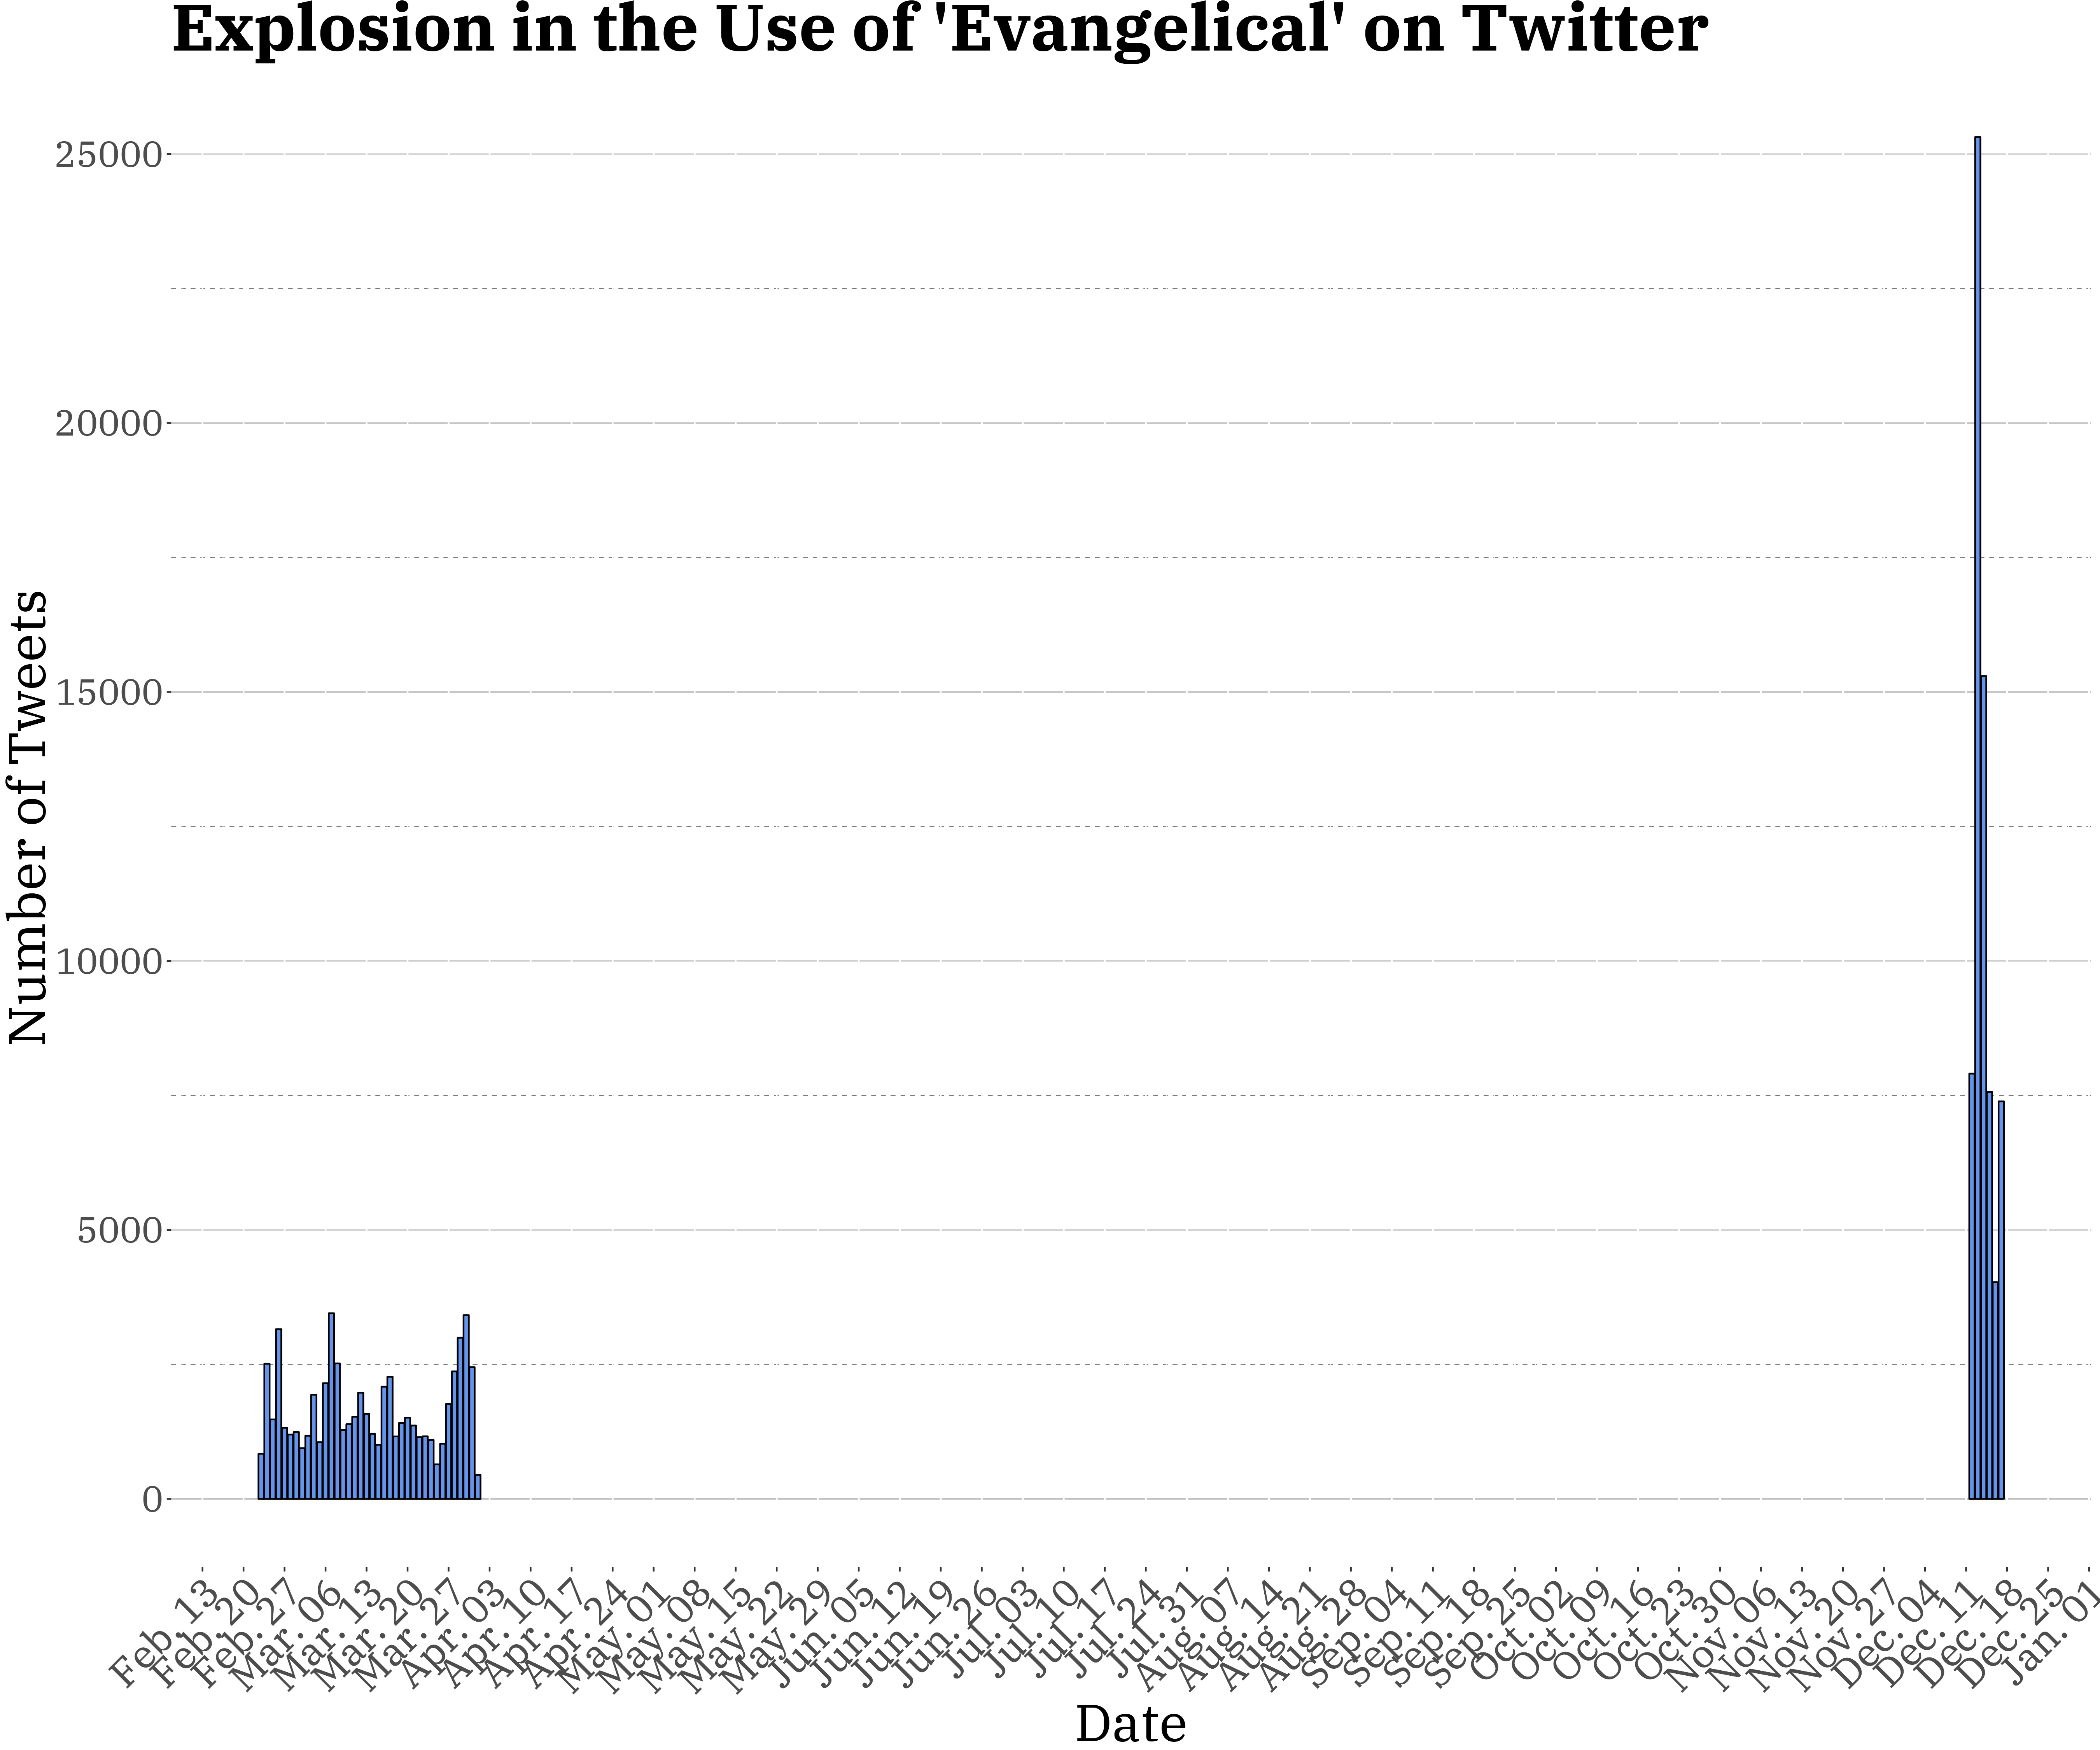 Explosion in the Use of 'Evangelical' on Twitter
25000
20000
15000
10000
5000
0
Number of Tweets
Feb. 13
Feb. 20
Feb. 27
Mar. 06
Mar. 13
Mar. 20
Mar. 27
Apr. 03
Apr. 10
Apr. 17
Apr. 24
May. 01
May. 08
May. 15
May. 22
May. 29
Jun. 05
Jun. 12
Jun. 19
Jun. 26
Jul. 03
Jul. 10
Jul. 17
Jul. 24
Jul. 31
Aug. 07
Aug. 14
Aug. 21
Aug. 28
Sep. 04
Sep. 11
Sep. 18
Sep. 25
Oct. 02
Oct. 09
Oct. 16
Oct. 23
Oct. 30
Nov. 06
Nov. 13
Nov. 20
Nov. 27
Dec. 04
Dec. 11
Dec. 18
Dec. 25
Jan. 01
Date